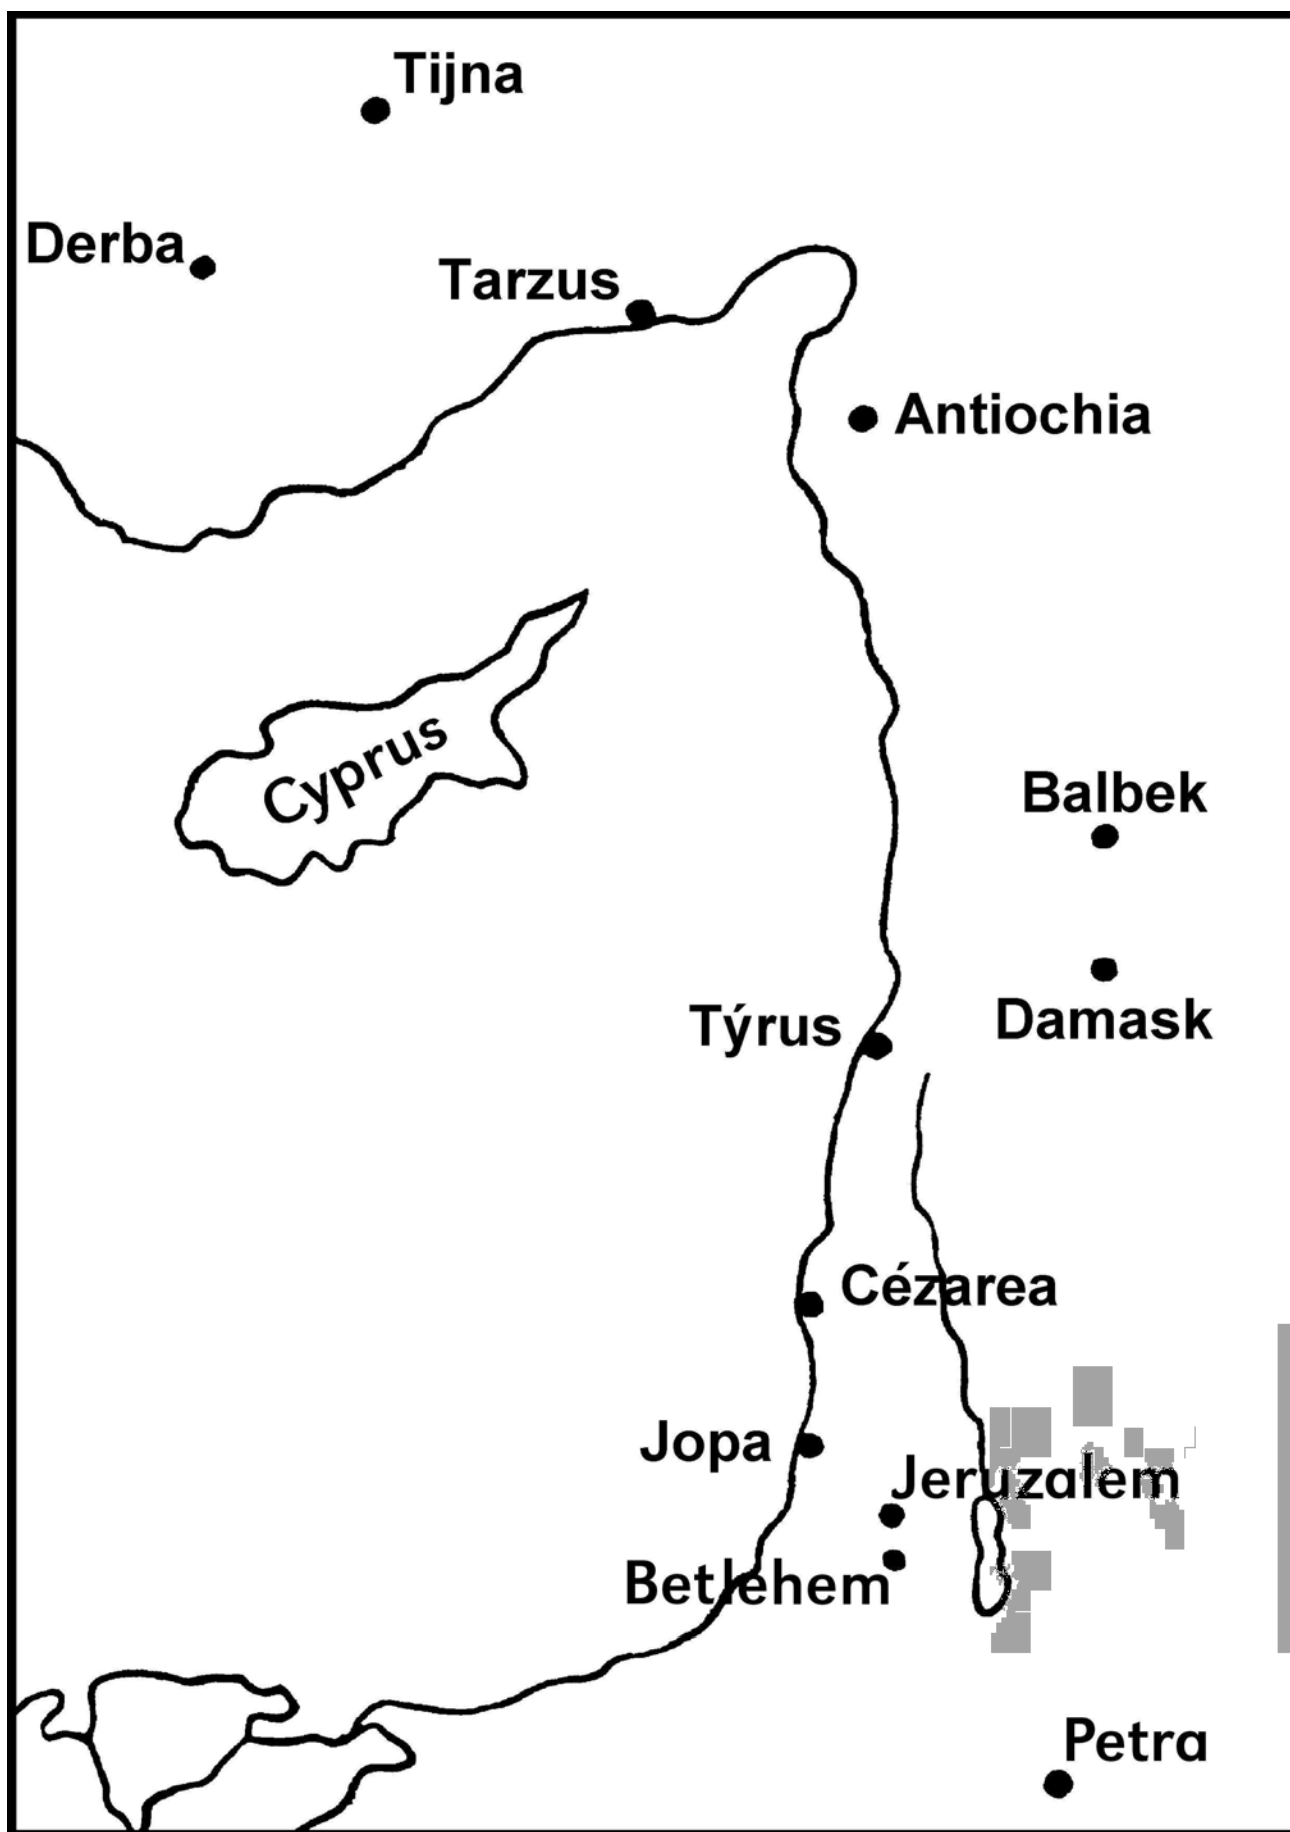 Tijna
Derba
Tarzus
Antiochia
Cyprus
Balbek
Damask
Týrus
Cézarea
Jopa
Jeruzalem
Betlehem
Petra